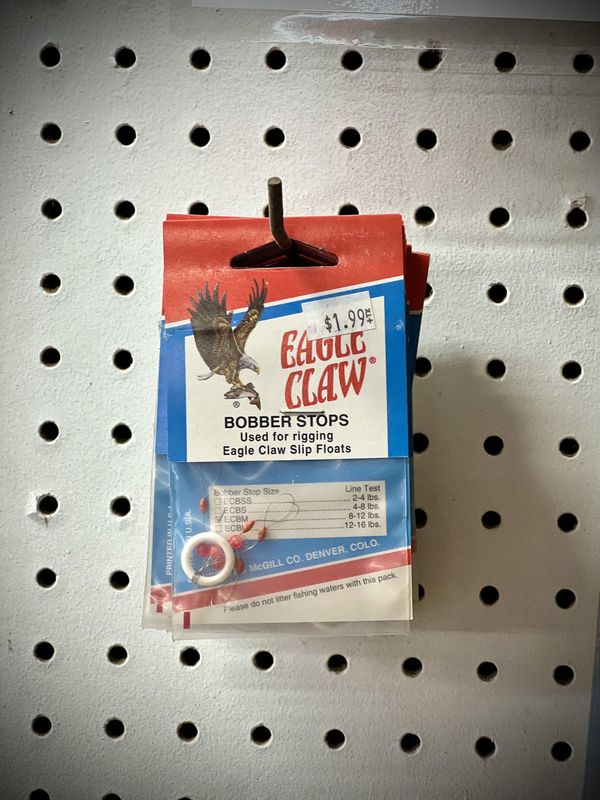 $1.99 +TX
EAGLE
CLAW®
®
BOBBER STOPS
Used for rigging
Eagle Claw Slip Floats
Bobber Stop Size Line Test
ECBSS 2-4 lbs.
ECBS 4-8 lbs.
ECBM 8-12 lbs.
12-16 lbs.
PRINTED IN U.S.A.
McGILL CO. DENVER, COLO.
Please do not litter fishing waters with this pack.